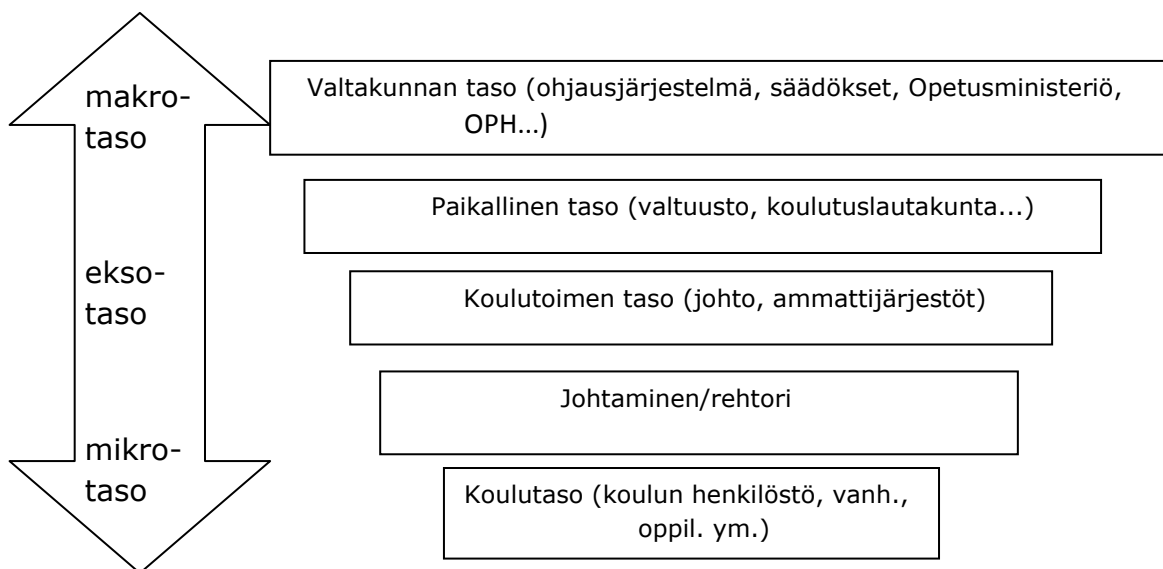 makro-
taso
Valtakunnan taso (ohjausjärjestelmä, säädökset, Opetusministeriö,
OPH...)
Paikallinen taso (valtuusto, koulutuslautakunta...)
ekso-
taso
Koulutoimen taso (johto, ammattijärjestöt)
Johtaminen/rehtori
mikro-
taso
Koulutaso (koulun henkilöstö, vanh.,
oppil. ym.)